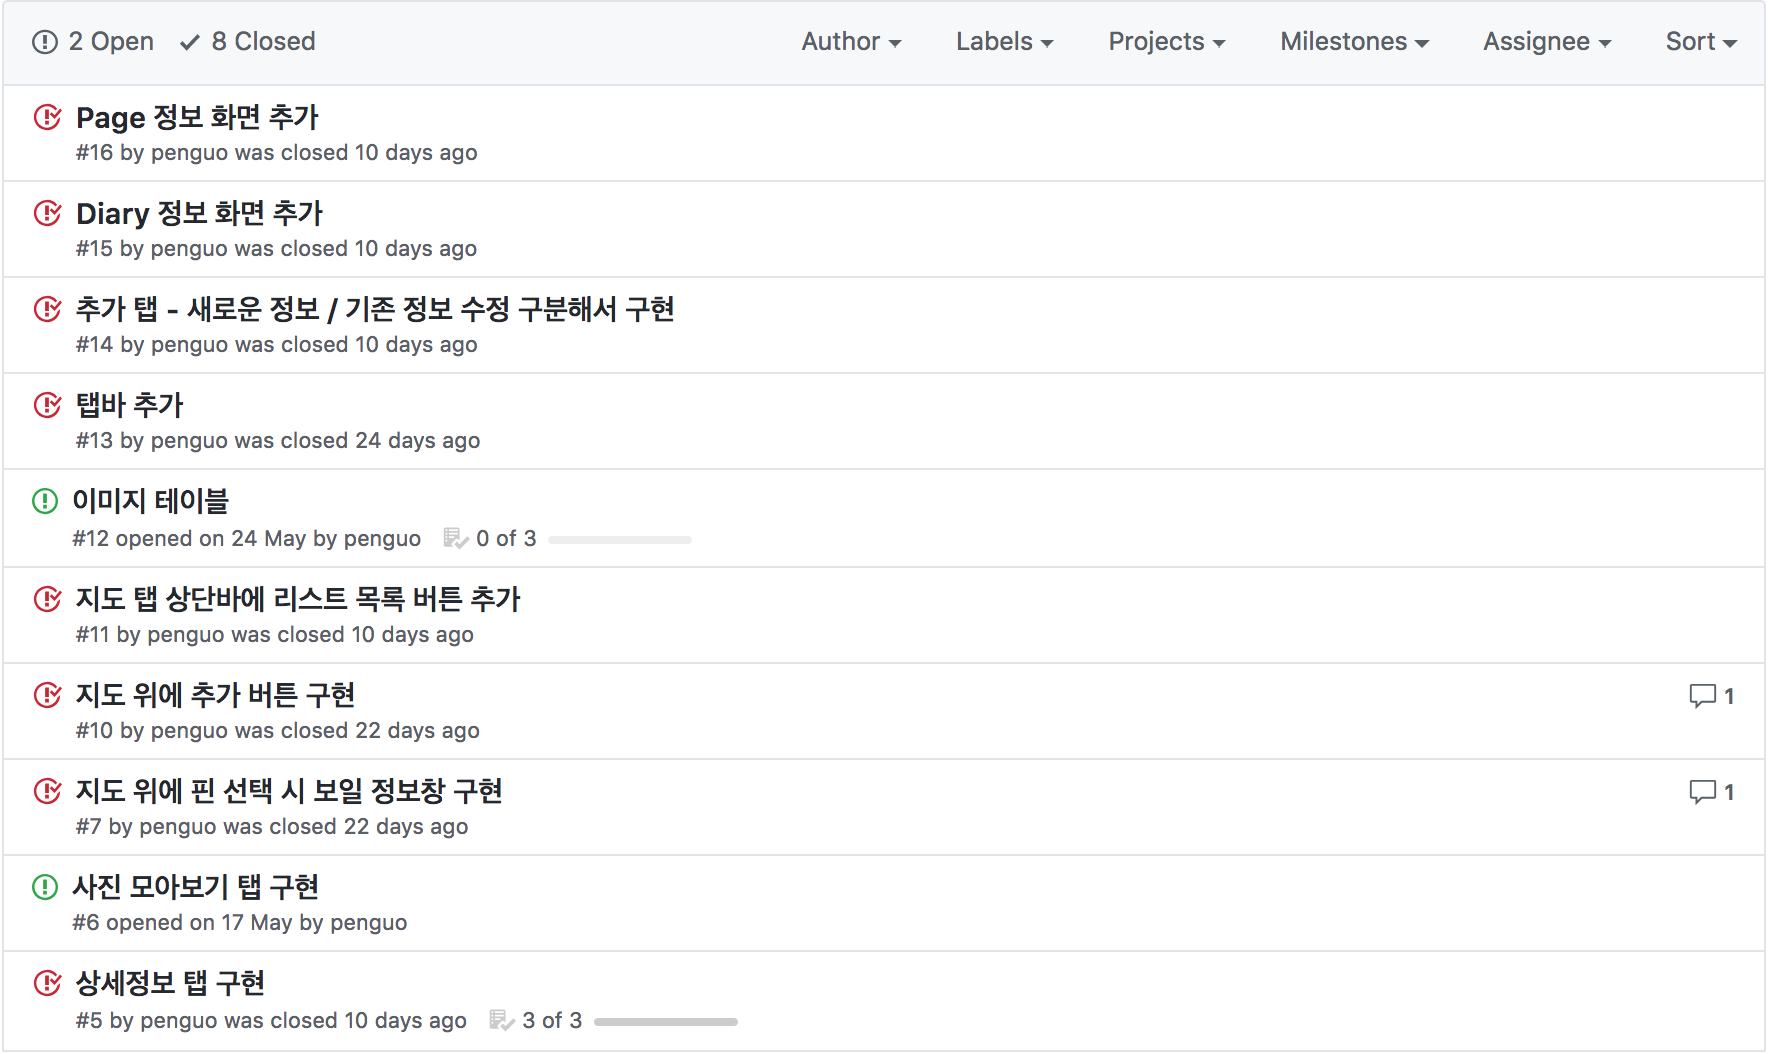 2 Open 8 Closed Author Labels Projects Milestones Assignee Sort
Page 정보 화면 추가
#16 by penguo was closed 10 days ago
Diary 정보 화면 추가
#15 by penguo was closed 10 days ago
추가 탭 - 새로운 정보 / 기존 정보 수정 구분해서 구현
#14 by penguo was closed 10 days ago
탭바 추가
#13 by penguo was closed 24 days ago
이미지 테이블
#12 opened on 24 May by penguo 0 of 3
지도 탭 상단바에 리스트 목록 버튼 추가
#11 by penguo was closed 10 days ago
지도 위에 추가 버튼 구현 1
#10 by penguo was closed 22 days ago
지도 위에 핀 선택 시 보일 정보창 구현 1
#7 by penguo was closed 22 days ago
사진 모아보기 탭 구현
#6 opened on 17 May by penguo
상세정보 탭 구현
#5 by penguo was closed 10 days ago 3 of 3